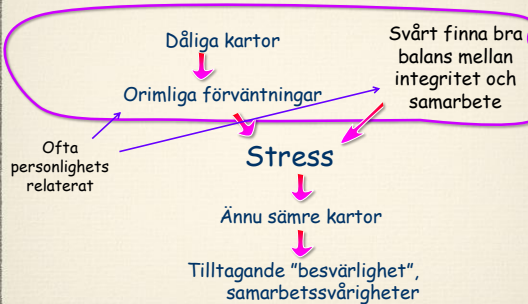 Dåliga kartor
Orimliga förväntningar
Svårt finna bra
balans mellan
integritet och
samarbete
Ofta
personlighets
relaterat
Stress
Ännu sämre kartor
Tilltagande ”besvärlighet”,
samarbetssvårigheter